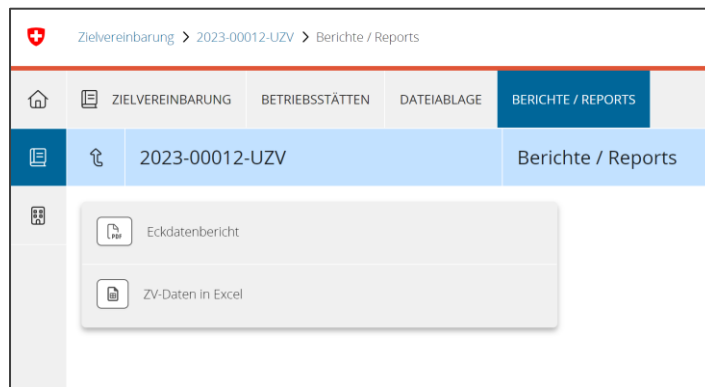 Zielvereinbarung > 2023-00012-UZV > Berichte / Reports
ZIELVEREINBARUNG BETRIEBSSTÄTTEN DATEIABLAGE BERICHTE / REPORTS
2023-00012-UZV Berichte / Reports
PDF Eckdatenbericht
ZV-Daten in Excel